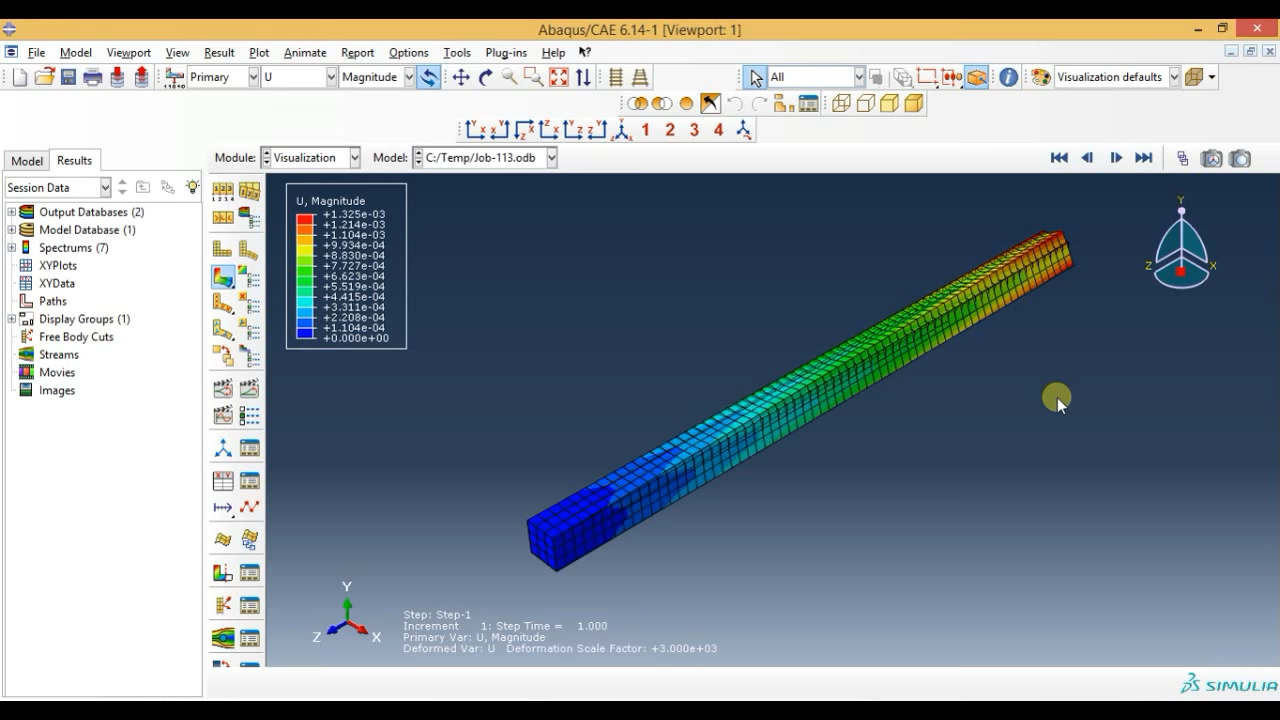 Abaqus/CAE 6.14-1 [Viewport: 1]
File Model Viewport View Result Plot Animate Report Options Tools Plug-ins Help
Primary U Magnitude All Visualization defaults
1 2 3 4
Model Results Module: Visualization Model: C:/Temp/Job-113.odb
Session Data
Output Databases (2)
Model Database (1)
Spectrums (7)
XYPlots
XYData
Paths
Display Groups (1)
Free Body Cuts
Streams
Movies
Images
U, Magnitude
+1.325e-03
+1.214e-03
+1.104e-03
+9.934e-04
+8.830e-04
+7.727e-04
+6.623e-04
+5.519e-04
+4.415e-04
+3.311e-04
+2.208e-04
+1.104e-04
+0.000e+00
Y
Z X
Y
Z X
Step: Step-1
Increment 1: Step Time = 1.000
Primary Var: U, Magnitude
Deformed Var: U Deformation Scale Factor: +3.000e+03
SIMULIA